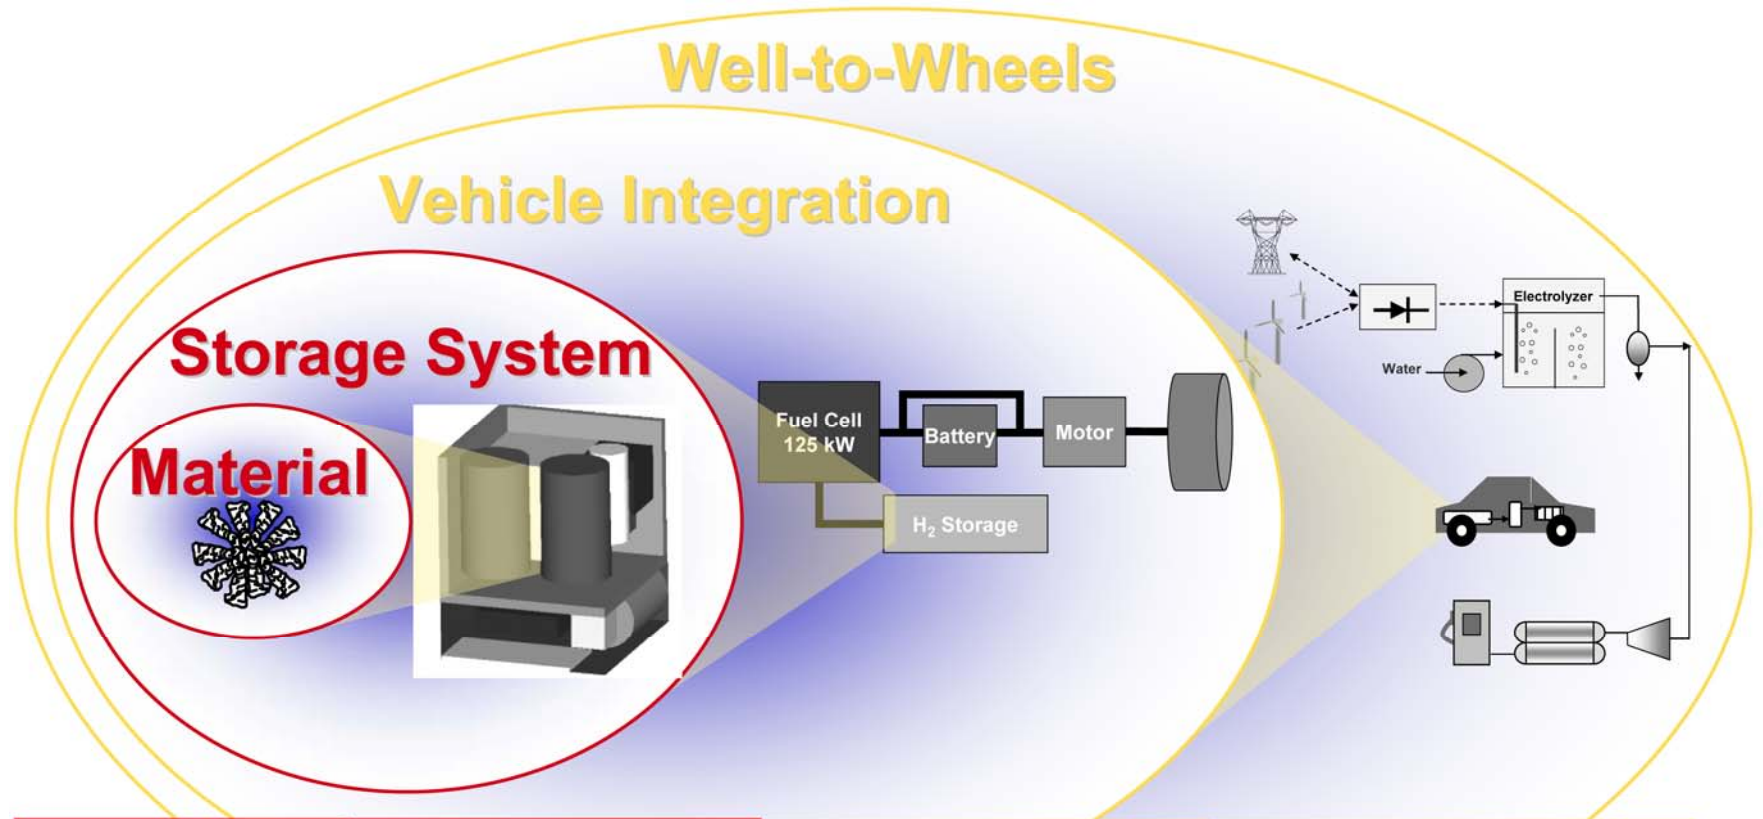 Well-to-Wheels
Vehicle Integration
Storage System
Material
Fuel Cell
125 kW
Battery
Motor
H₂ Storage
Electrolyzer
Water